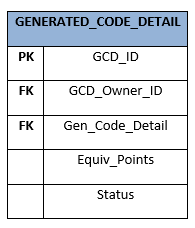 GENERATED_CODE_DETAIL
PK GCD_ID
FK GCD_Owner_ID
FK Gen_Code_Detail
Equiv_Points
Status